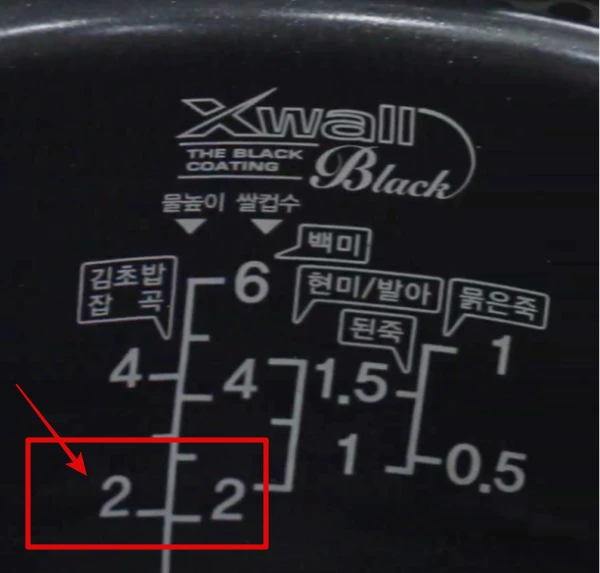 Xwall
THE BLACK
COATING
Black
물높이 쌀컵수
백미
김초밥
잡곡
6
현미/발아
묽은죽
된죽
1
4
4
1.5
1
0.5
2
2